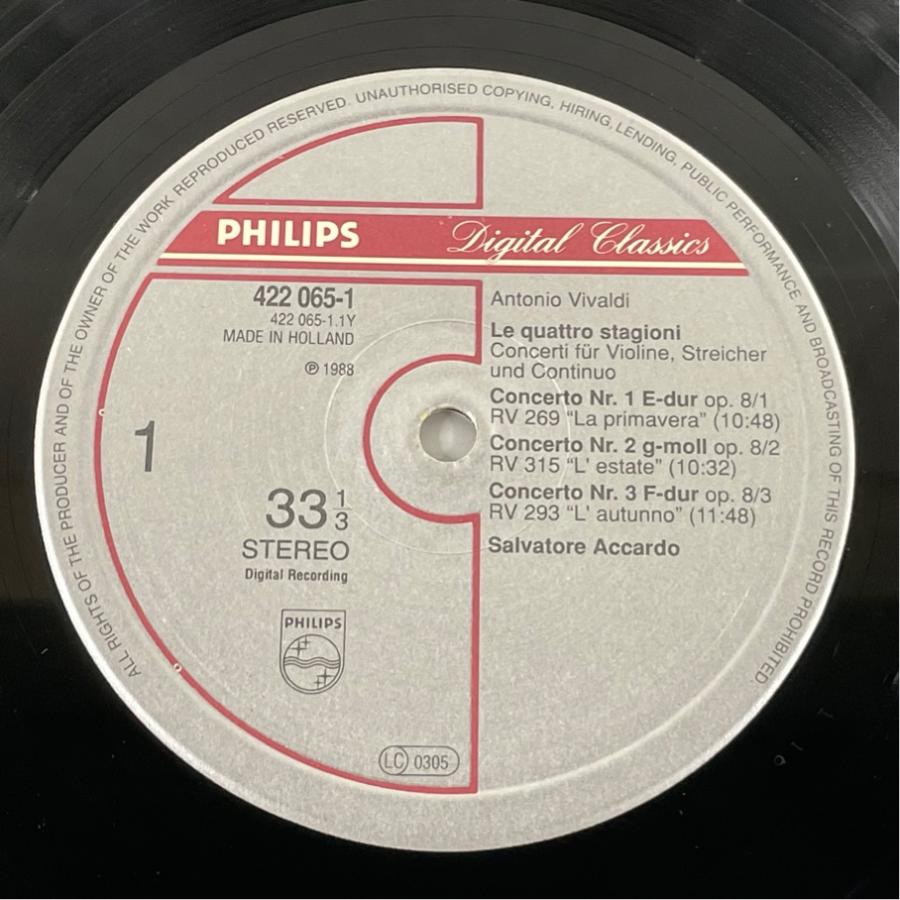 ALL RIGHTS OF THE PRODUCER AND OF THE OWNER OF THE WORK REPRODUCED RESERVED. UNAUTHORISED COPYING, HIRING, LENDING, PUBLIC PERFORMANCE AND BROADCASTING OF THIS RECORD PROHIBITED.
PHILIPS Digital Classics
422 065-1
422 065-1.1Y
MADE IN HOLLAND
℗ 1988
1
33 1/3
STEREO
Digital Recording
PHILIPS
LC 0305
Antonio Vivaldi
Le quattro stagioni
Concerti für Violine, Streicher
und Continuo
Concerto Nr. 1 E-dur op. 8/1
RV 269 “La primavera” (10:48)
Concerto Nr. 2 g-moll op. 8/2
RV 315 “L' estate” (10:32)
Concerto Nr. 3 F-dur op. 8/3
RV 293 “L' autunno” (11:48)
Salvatore Accardo